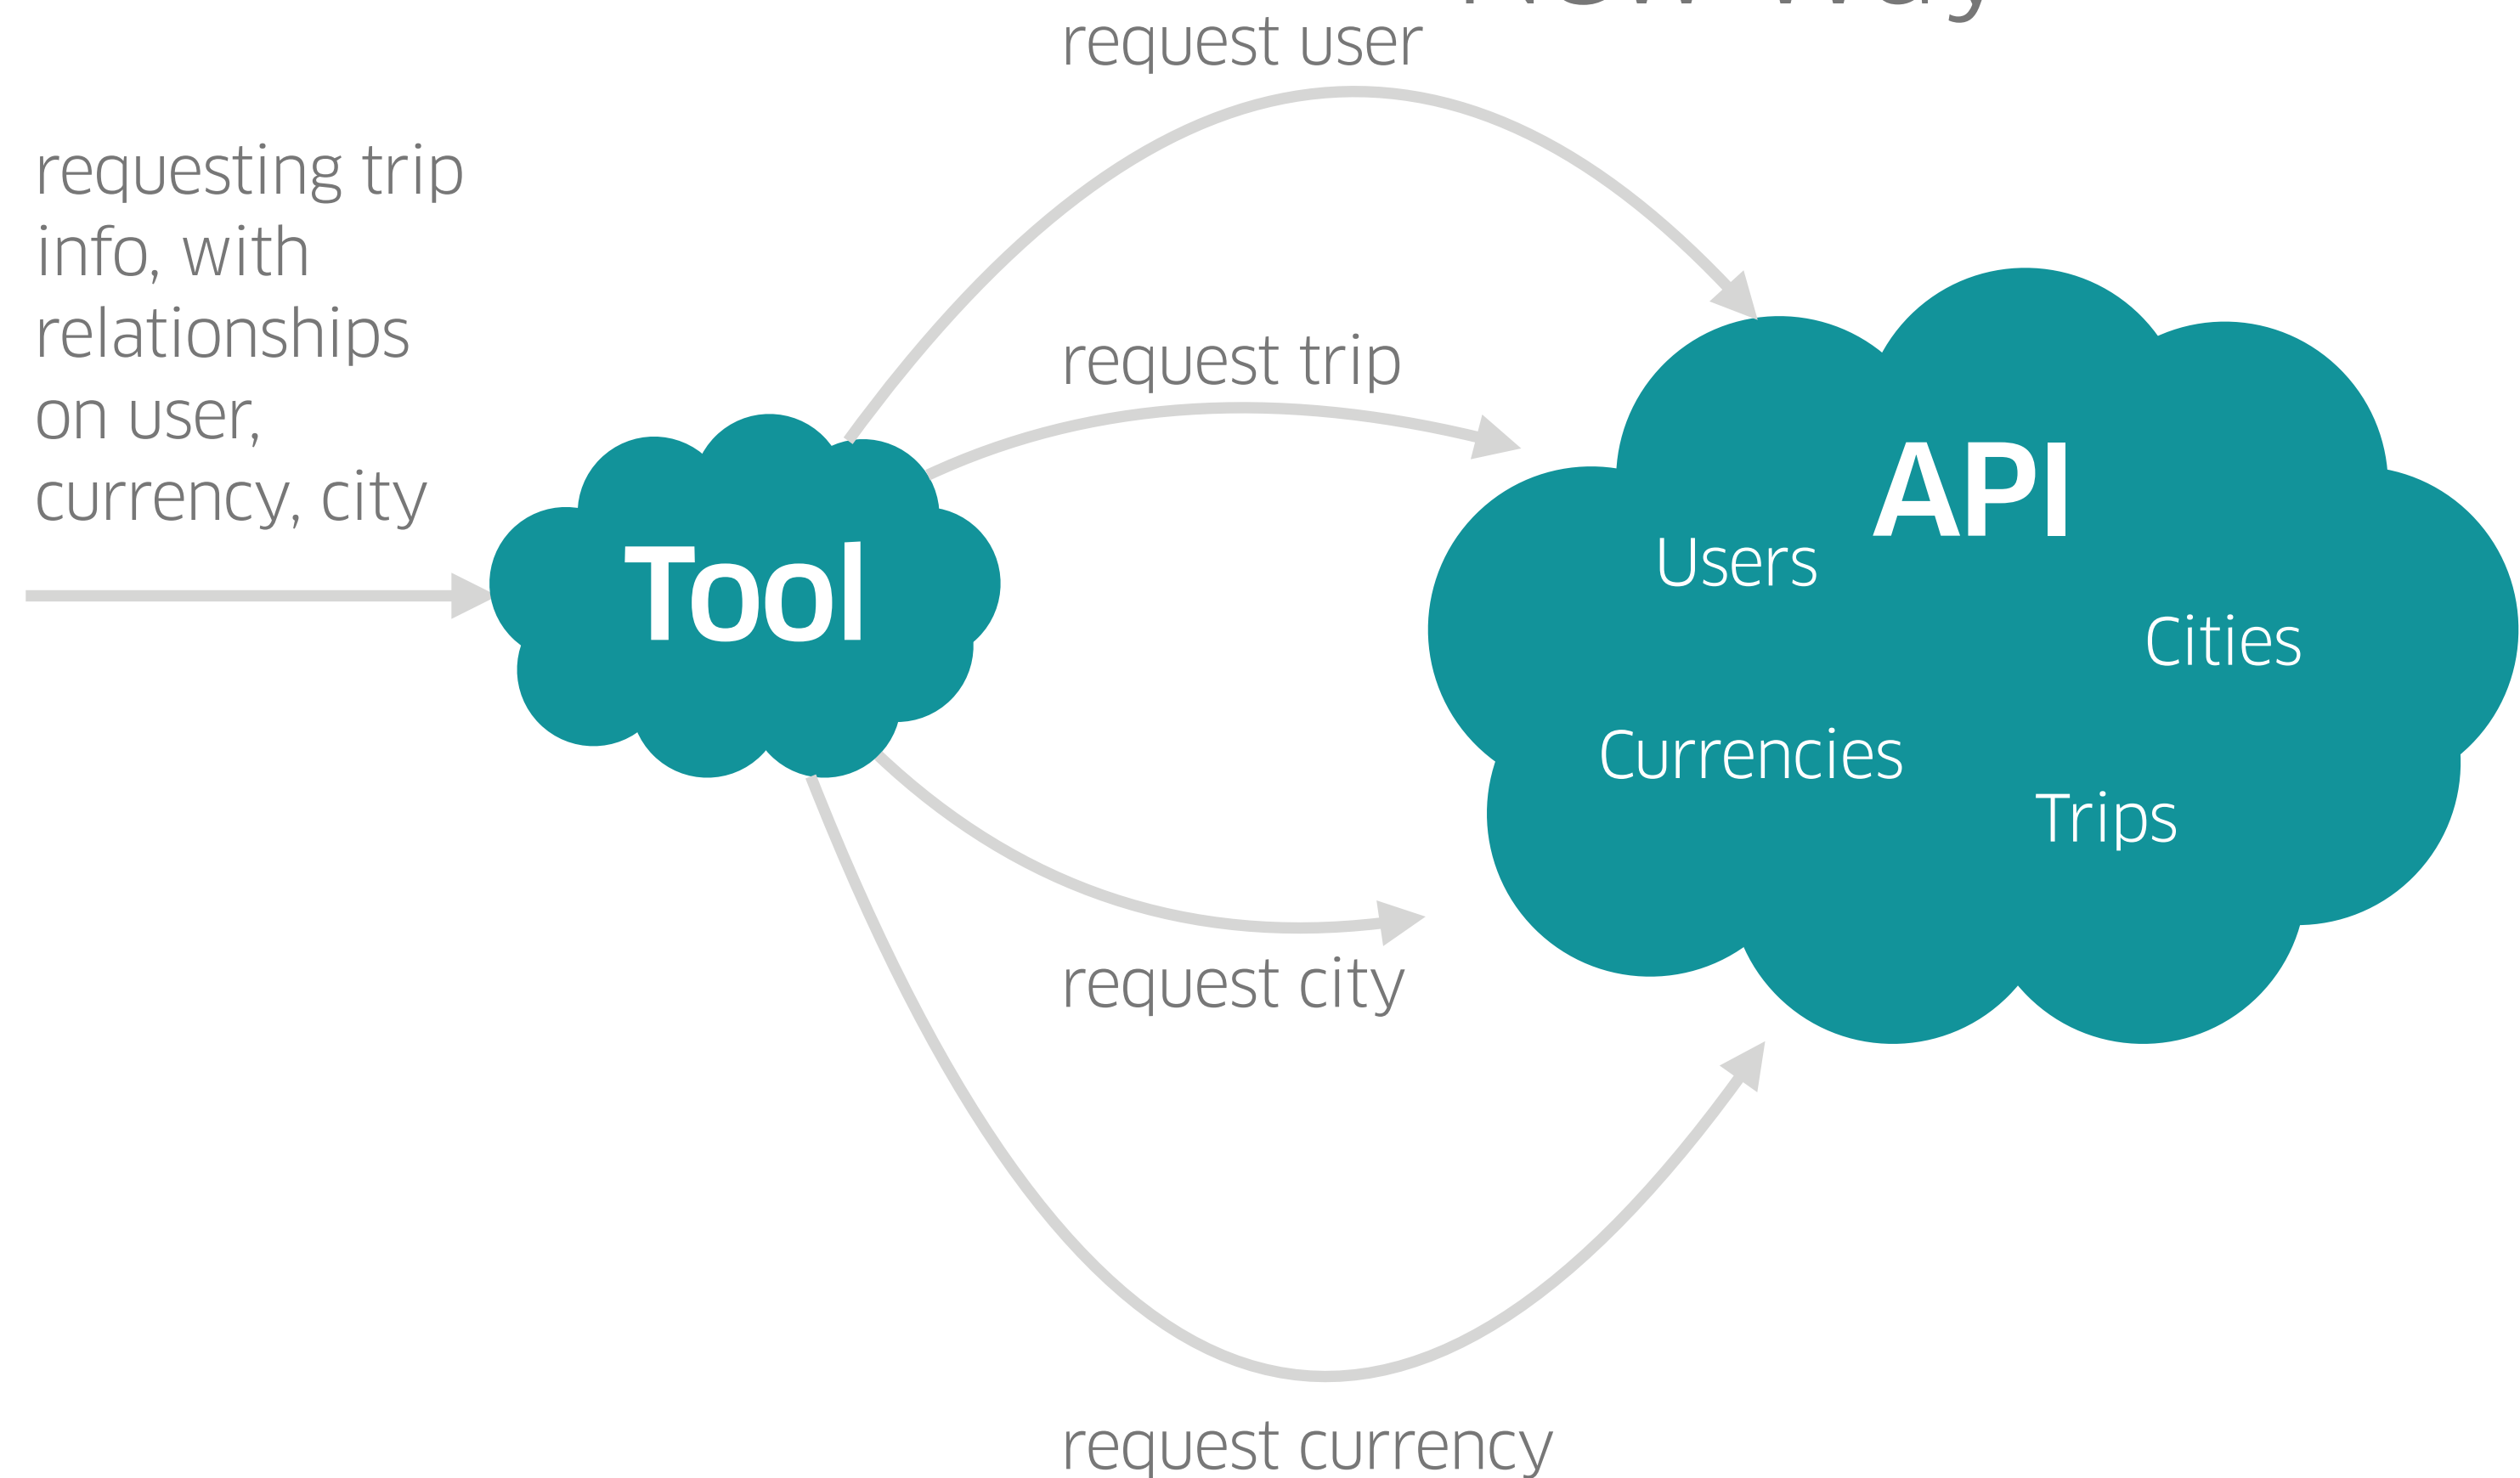 request user
requesting trip
info, with
relationships
on user,
currency, city
request trip
Tool
API
Users
Cities
Currencies
Trips
request city
request currency